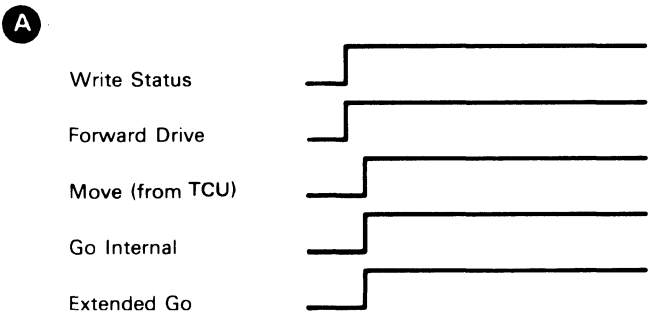 A
Write Status
Forward Drive
Move (from TCU)
Go Internal
Extended Go